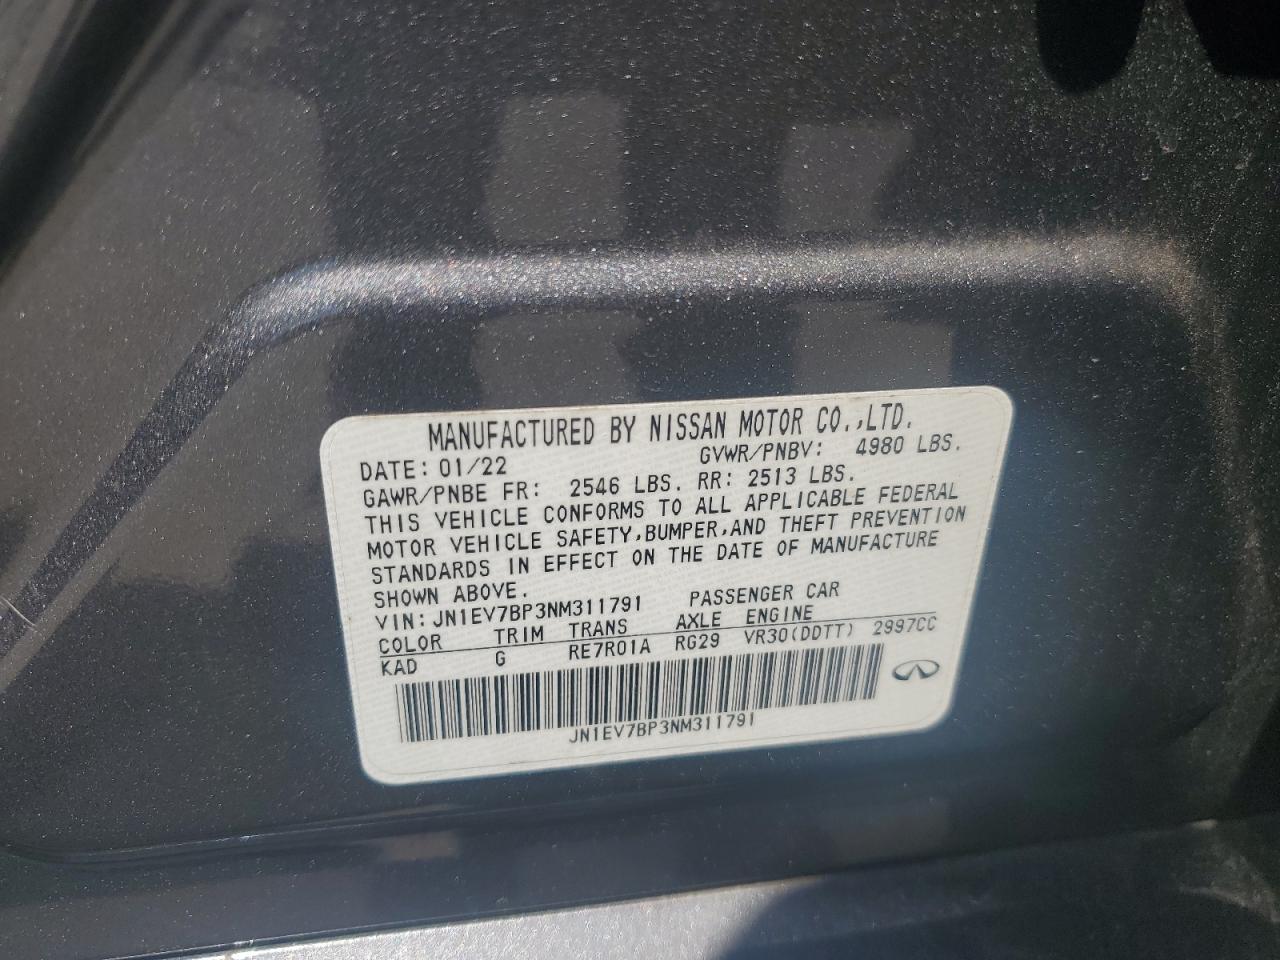 MANUFACTURED BY NISSAN MOTOR CO.,LTD.
DATE: 01/22 GVWR/PNBV: 4980 LBS.
GAWR/PNBE FR: 2546 LBS. RR: 2513 LBS.
THIS VEHICLE CONFORMS TO ALL APPLICABLE FEDERAL
MOTOR VEHICLE SAFETY,BUMPER,AND THEFT PREVENTION
STANDARDS IN EFFECT ON THE DATE OF MANUFACTURE
SHOWN ABOVE.
VIN: JN1EV7BP3NM311791 PASSENGER CAR
COLOR TRIM TRANS AXLE ENGINE
KAD G RE7R01A RG29 VR30(DDTT) 2997CC
JN1EV7BP3NM311791